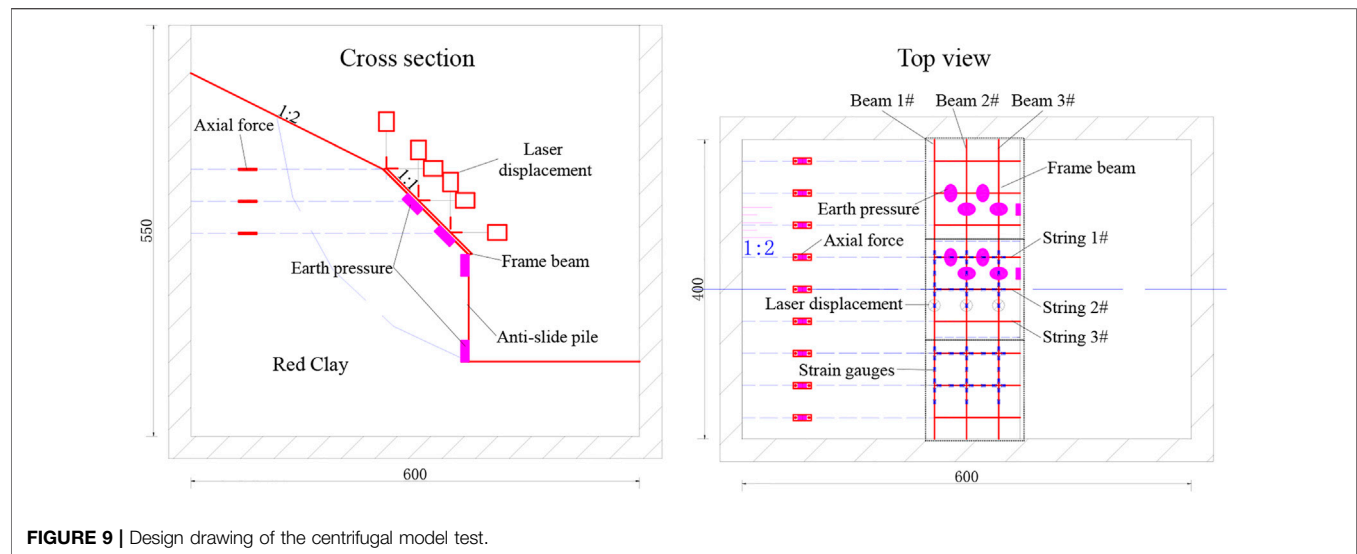 Cross section
1:2
Axial force
Laser
displacement
1:1
550
Earth pressure
Frame beam
Anti-slide pile
Red Clay
600
Top view
Beam 1#
Beam 2#
Beam 3#
Frame beam
Earth pressure
String 1#
Axial force
1:2
400
Laser displacement
String 2#
String 3#
Strain gauges
600
FIGURE 9 | Design drawing of the centrifugal model test.